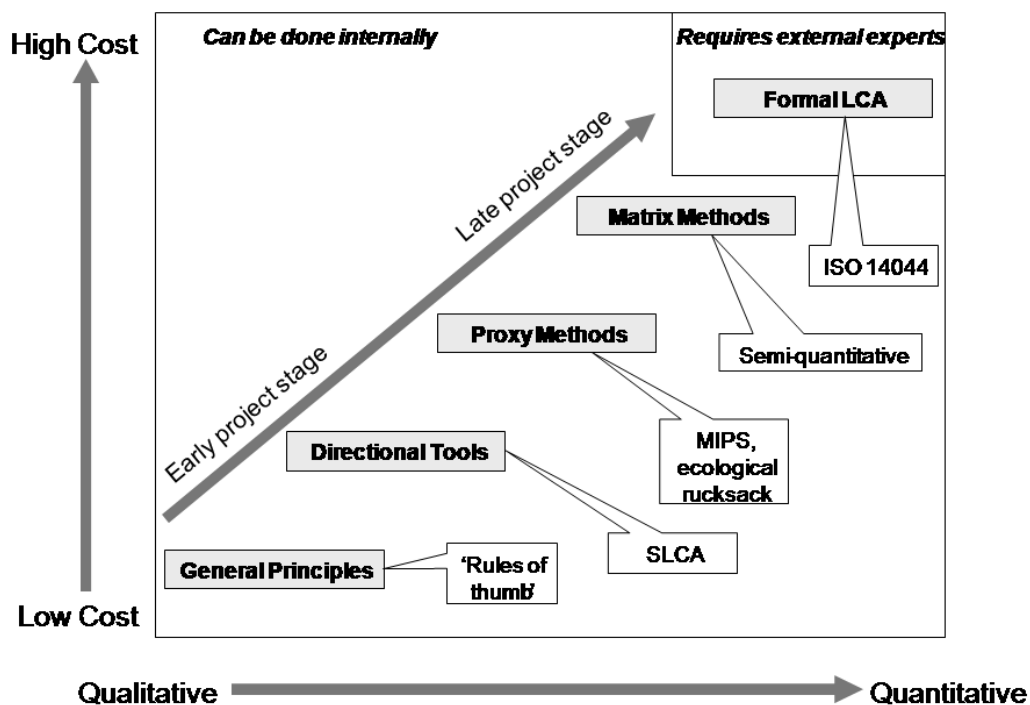 High Cost
Can be done internally
Requires external experts
Formal LCA
Late project stage
Matrix Methods
ISO 14044
Proxy Methods
Semi-quantitative
Early project stage
Directional Tools
MIPS,
ecological
rucksack
SLCA
General Principles
‘Rules of
thumb’
Low Cost
Qualitative
Quantitative